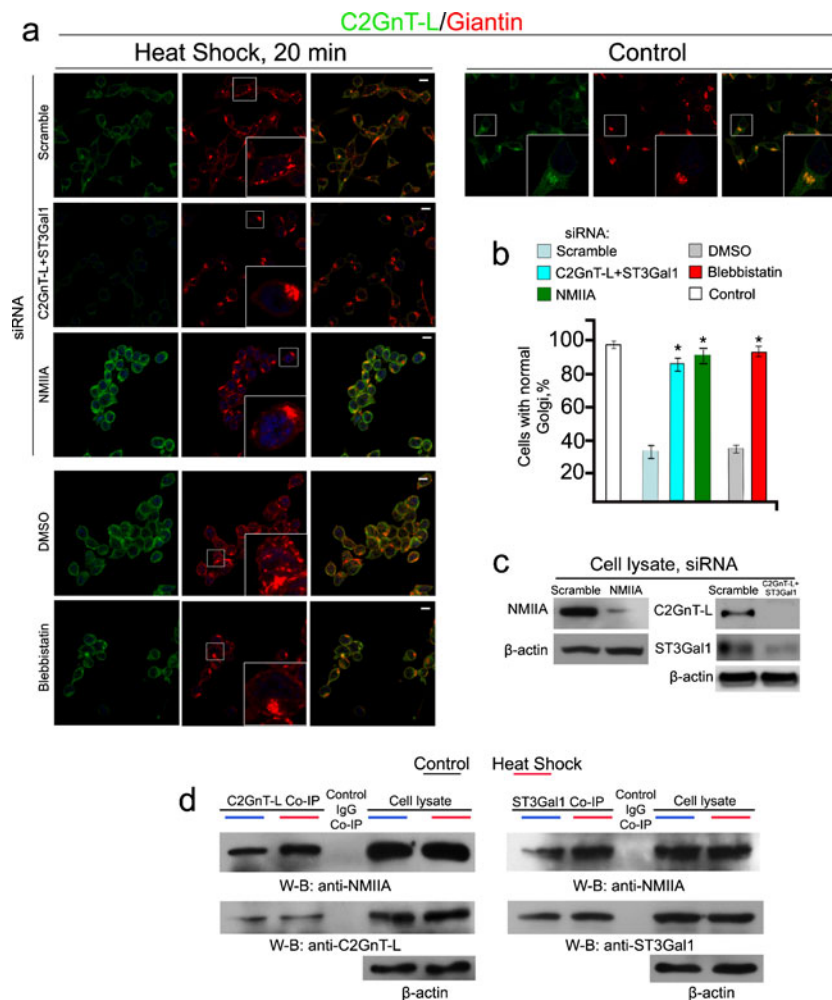 C2GnT-L/Giantin
a
Heat Shock, 20 min
Control
siRNA
Scramble
C2GnT-L+ST3Gal1
NMIIA
DMSO
Blebbistatin
b
siRNA:
Scramble
DMSO
C2GnT-L+ST3Gal1
Blebbistatin
NMIIA
Control
Cells with normal Golgi,%
100
80
60
40
20
* * *
c
Cell lysate, siRNA
Scramble NMIIA
Scramble C2GnT-L+ ST3Gal1
NMIIA
C2GnT-L
β-actin
ST3Gal1
β-actin
Control Heat Shock
d
C2GnT-L Co-IP Control IgG Co-IP Cell lysate
ST3Gal1 Co-IP Control IgG Co-IP Cell lysate
W-B: anti-NMIIA
W-B: anti-NMIIA
W-B: anti-C2GnT-L
W-B: anti-ST3Gal1
β-actin
β-actin